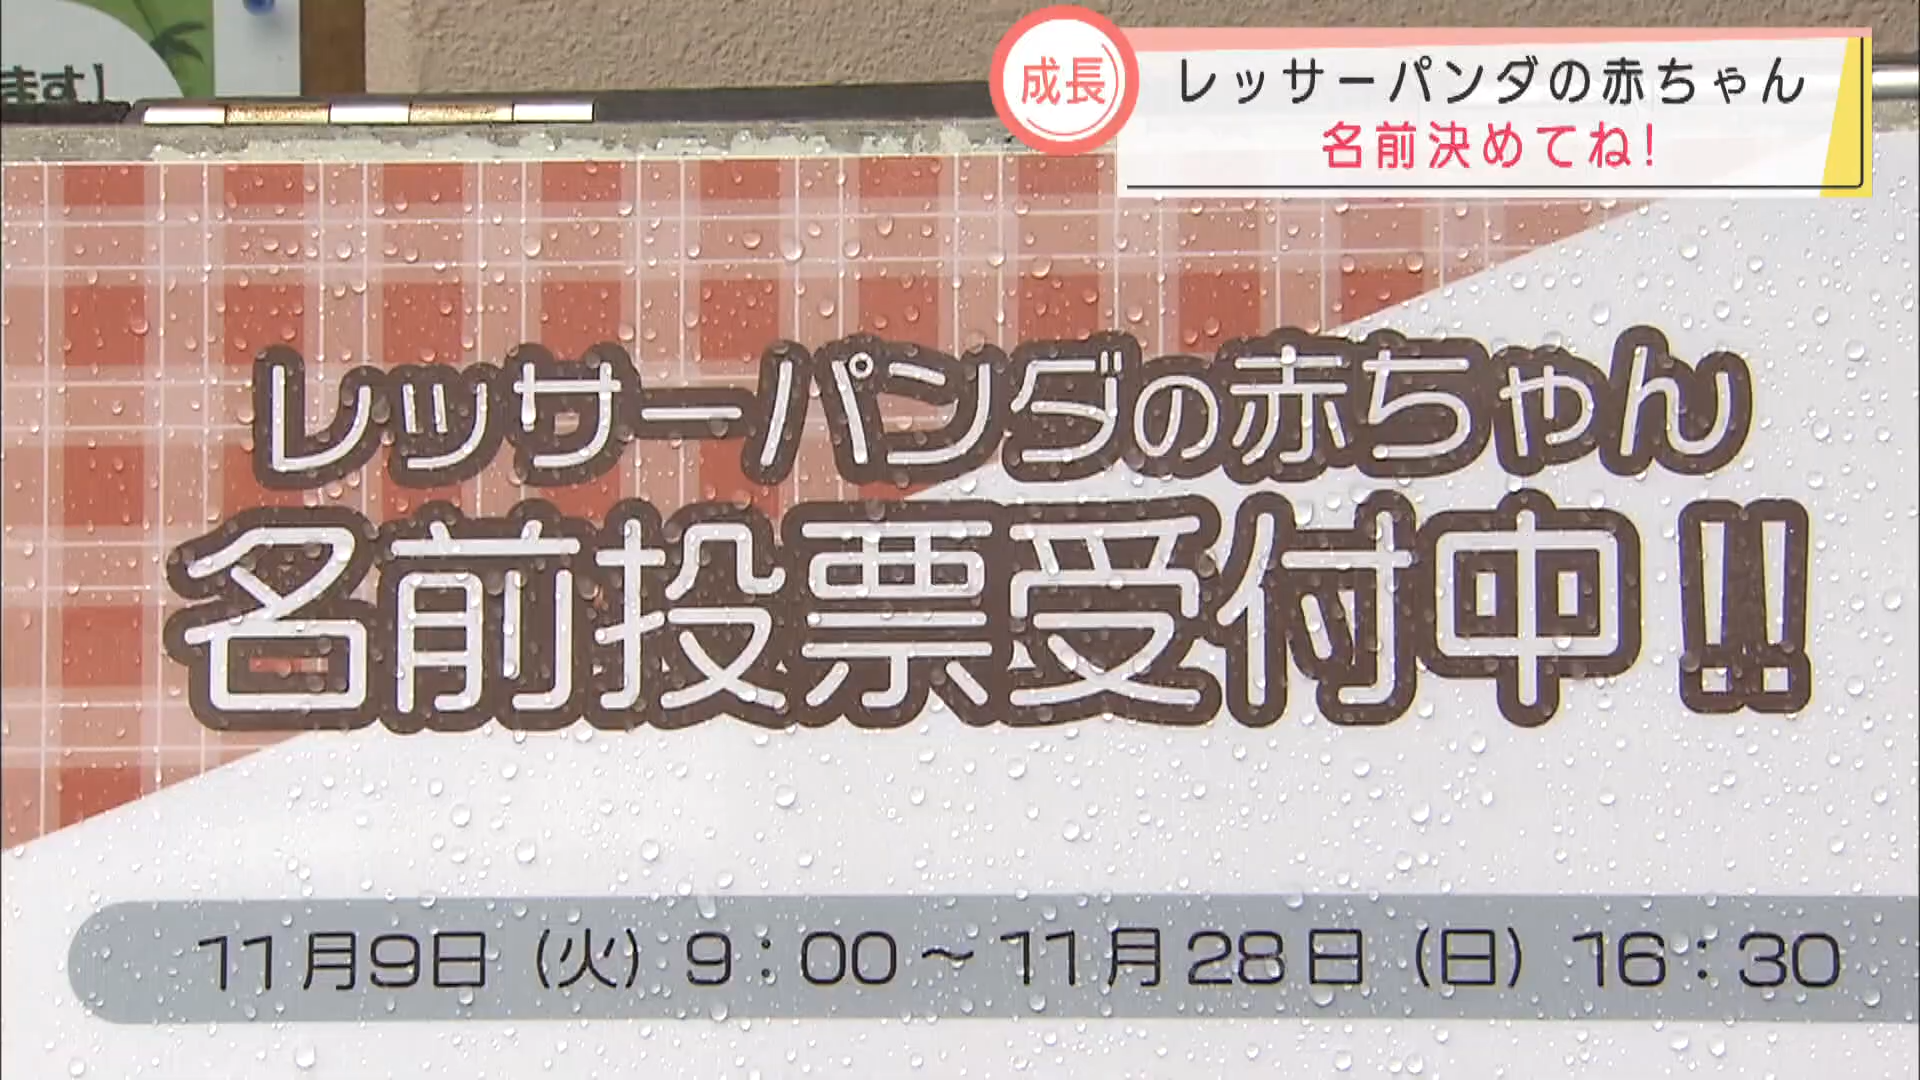 ます】
成長
レッサーパンダの赤ちゃん
名前決めてね!
レッサーパンダの赤ちゃん
名前投票受付中!!
11月9日（火）9：00～11月28日（日）16：30